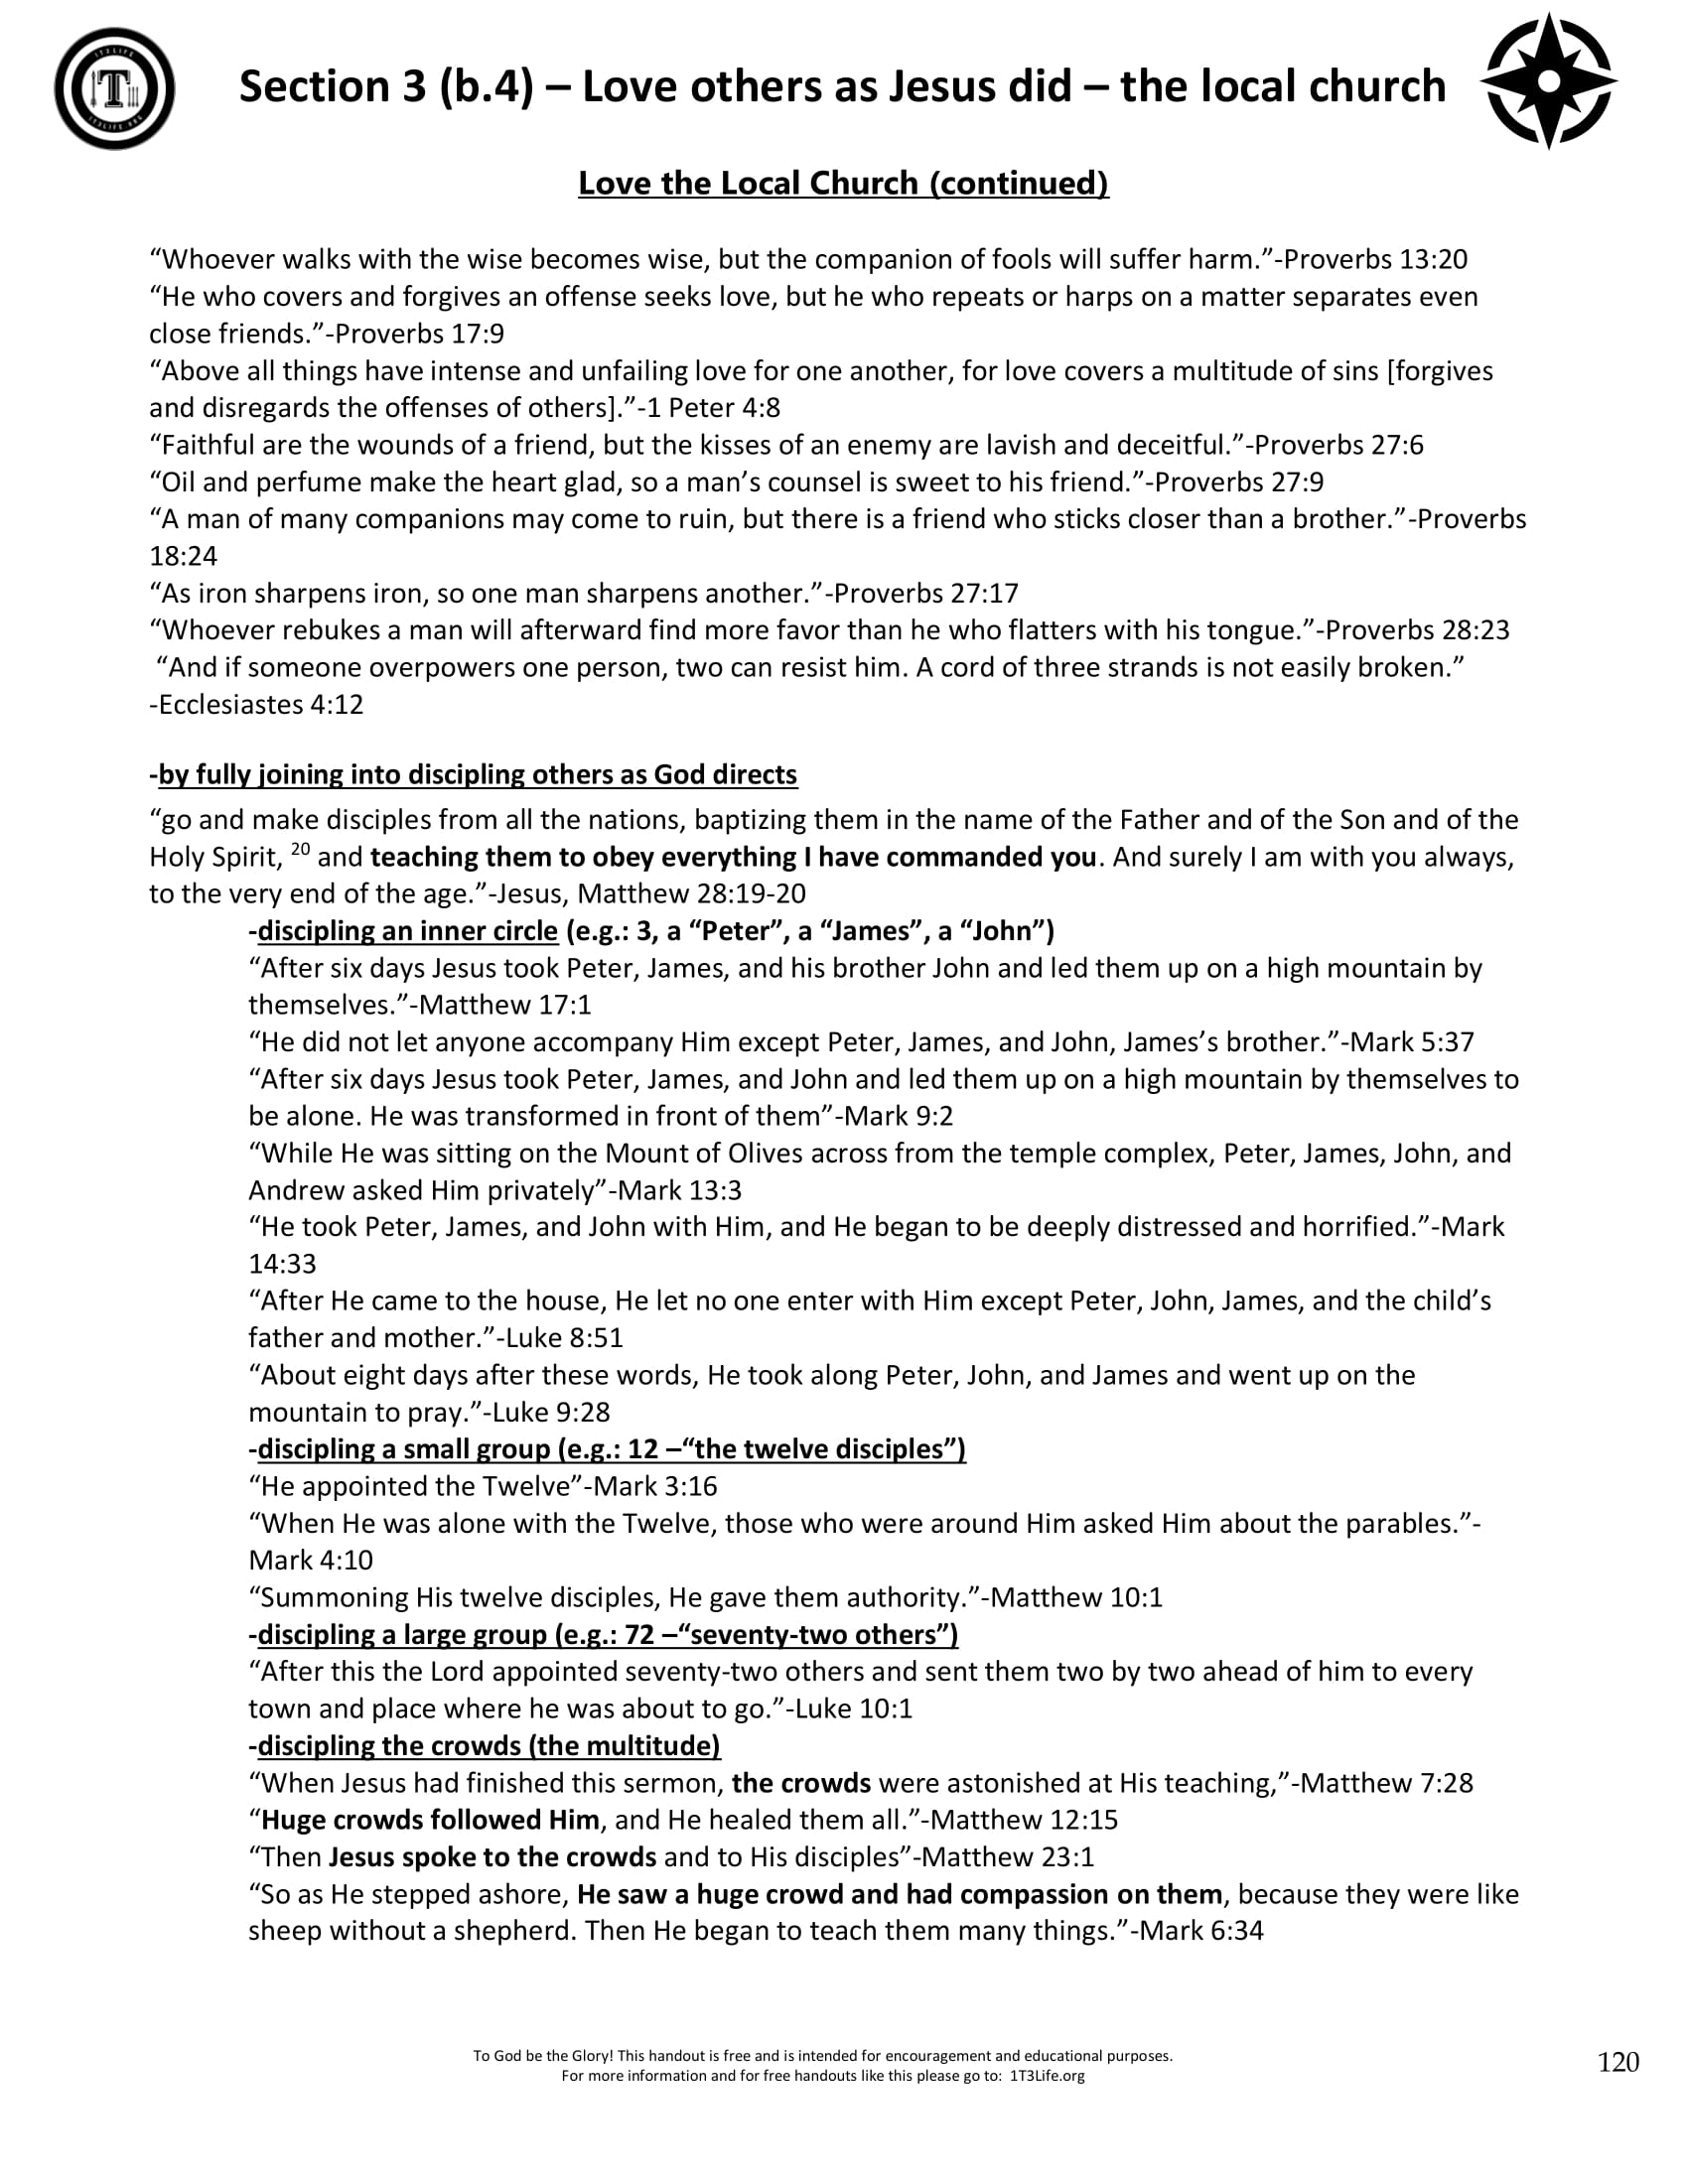 1T3LIFE
T
1T3LIFE.ORG
Section 3 (b.4) – Love others as Jesus did – the local church
Love the Local Church (continued)
“Whoever walks with the wise becomes wise, but the companion of fools will suffer harm.”-Proverbs 13:20
“He who covers and forgives an offense seeks love, but he who repeats or harps on a matter separates even
close friends.”-Proverbs 17:9
“Above all things have intense and unfailing love for one another, for love covers a multitude of sins [forgives
and disregards the offenses of others].”-1 Peter 4:8
“Faithful are the wounds of a friend, but the kisses of an enemy are lavish and deceitful.”-Proverbs 27:6
“Oil and perfume make the heart glad, so a man’s counsel is sweet to his friend.”-Proverbs 27:9
“A man of many companions may come to ruin, but there is a friend who sticks closer than a brother.”-Proverbs
18:24
“As iron sharpens iron, so one man sharpens another.”-Proverbs 27:17
“Whoever rebukes a man will afterward find more favor than he who flatters with his tongue.”-Proverbs 28:23
“And if someone overpowers one person, two can resist him. A cord of three strands is not easily broken.”
-Ecclesiastes 4:12
-by fully joining into discipling others as God directs
“go and make disciples from all the nations, baptizing them in the name of the Father and of the Son and of the
Holy Spirit, 20 and teaching them to obey everything I have commanded you. And surely I am with you always,
to the very end of the age.”-Jesus, Matthew 28:19-20
-discipling an inner circle (e.g.: 3, a “Peter”, a “James”, a “John”)
“After six days Jesus took Peter, James, and his brother John and led them up on a high mountain by
themselves.”-Matthew 17:1
“He did not let anyone accompany Him except Peter, James, and John, James’s brother.”-Mark 5:37
“After six days Jesus took Peter, James, and John and led them up on a high mountain by themselves to
be alone. He was transformed in front of them”-Mark 9:2
“While He was sitting on the Mount of Olives across from the temple complex, Peter, James, John, and
Andrew asked Him privately”-Mark 13:3
“He took Peter, James, and John with Him, and He began to be deeply distressed and horrified.”-Mark
14:33
“After He came to the house, He let no one enter with Him except Peter, John, James, and the child’s
father and mother.”-Luke 8:51
“About eight days after these words, He took along Peter, John, and James and went up on the
mountain to pray.”-Luke 9:28
-discipling a small group (e.g.: 12 –“the twelve disciples”)
“He appointed the Twelve”-Mark 3:16
“When He was alone with the Twelve, those who were around Him asked Him about the parables.”-
Mark 4:10
“Summoning His twelve disciples, He gave them authority.”-Matthew 10:1
-discipling a large group (e.g.: 72 –“seventy-two others”)
“After this the Lord appointed seventy-two others and sent them two by two ahead of him to every
town and place where he was about to go.”-Luke 10:1
-discipling the crowds (the multitude)
“When Jesus had finished this sermon, the crowds were astonished at His teaching,”-Matthew 7:28
“Huge crowds followed Him, and He healed them all.”-Matthew 12:15
“Then Jesus spoke to the crowds and to His disciples”-Matthew 23:1
“So as He stepped ashore, He saw a huge crowd and had compassion on them, because they were like
sheep without a shepherd. Then He began to teach them many things.”-Mark 6:34
To God be the Glory! This handout is free and is intended for encouragement and educational purposes.
For more information and for free handouts like this please go to:  1T3Life.org
120